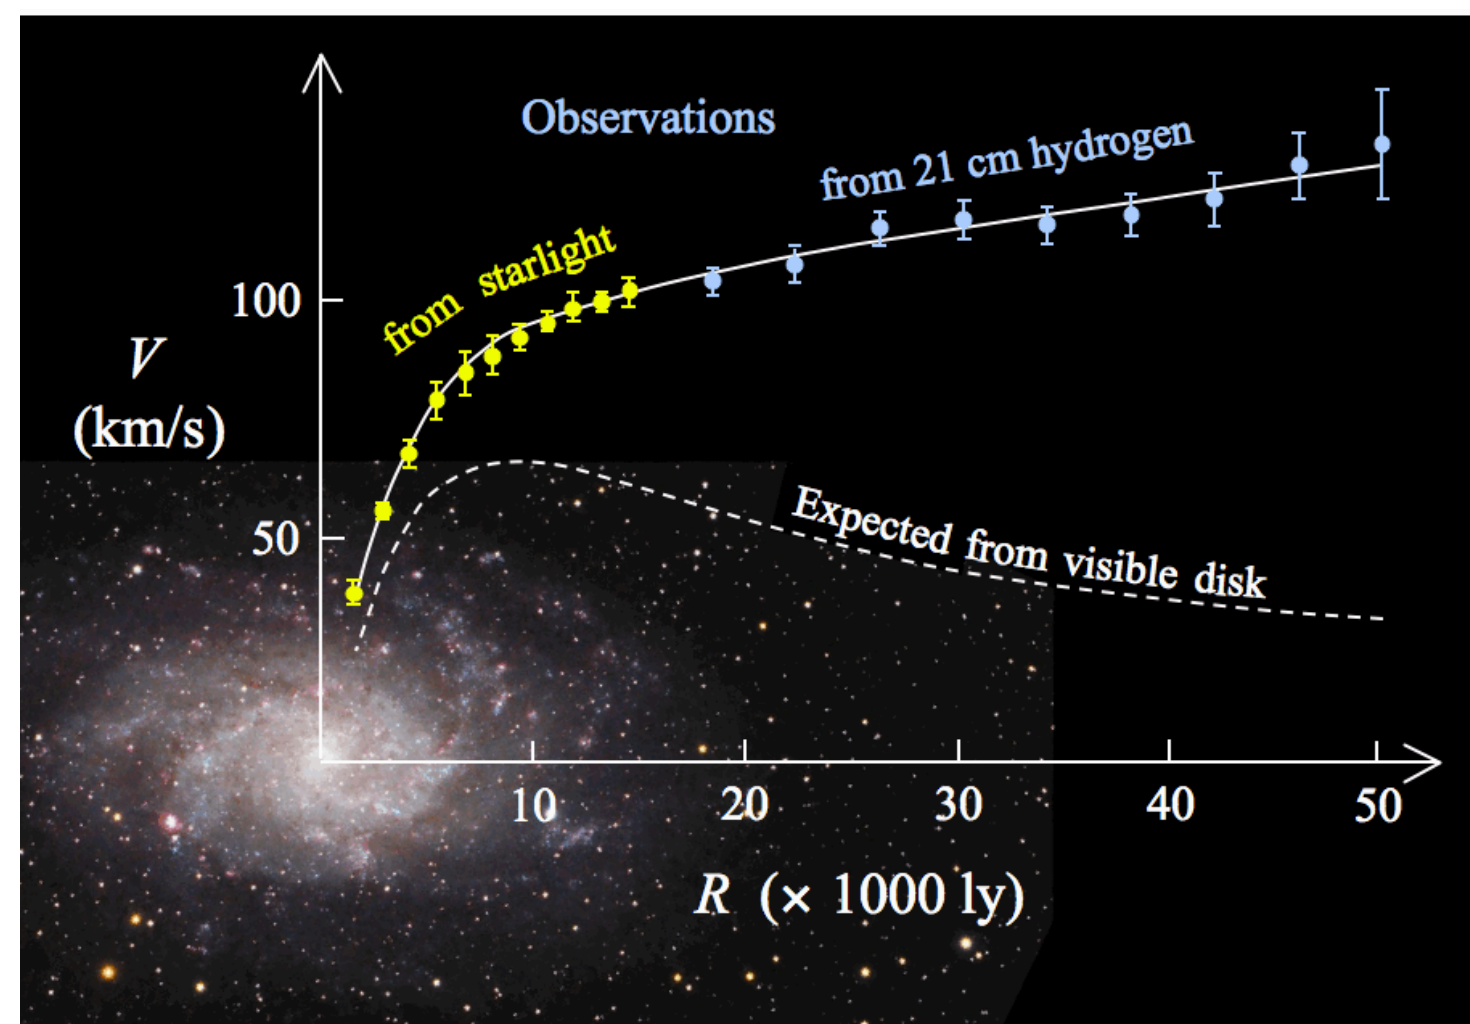 Observations
from 21 cm hydrogen
from starlight
100
V
(km/s)
50
Expected from visible disk
10 20 30 40 50
R (× 1000 ly)